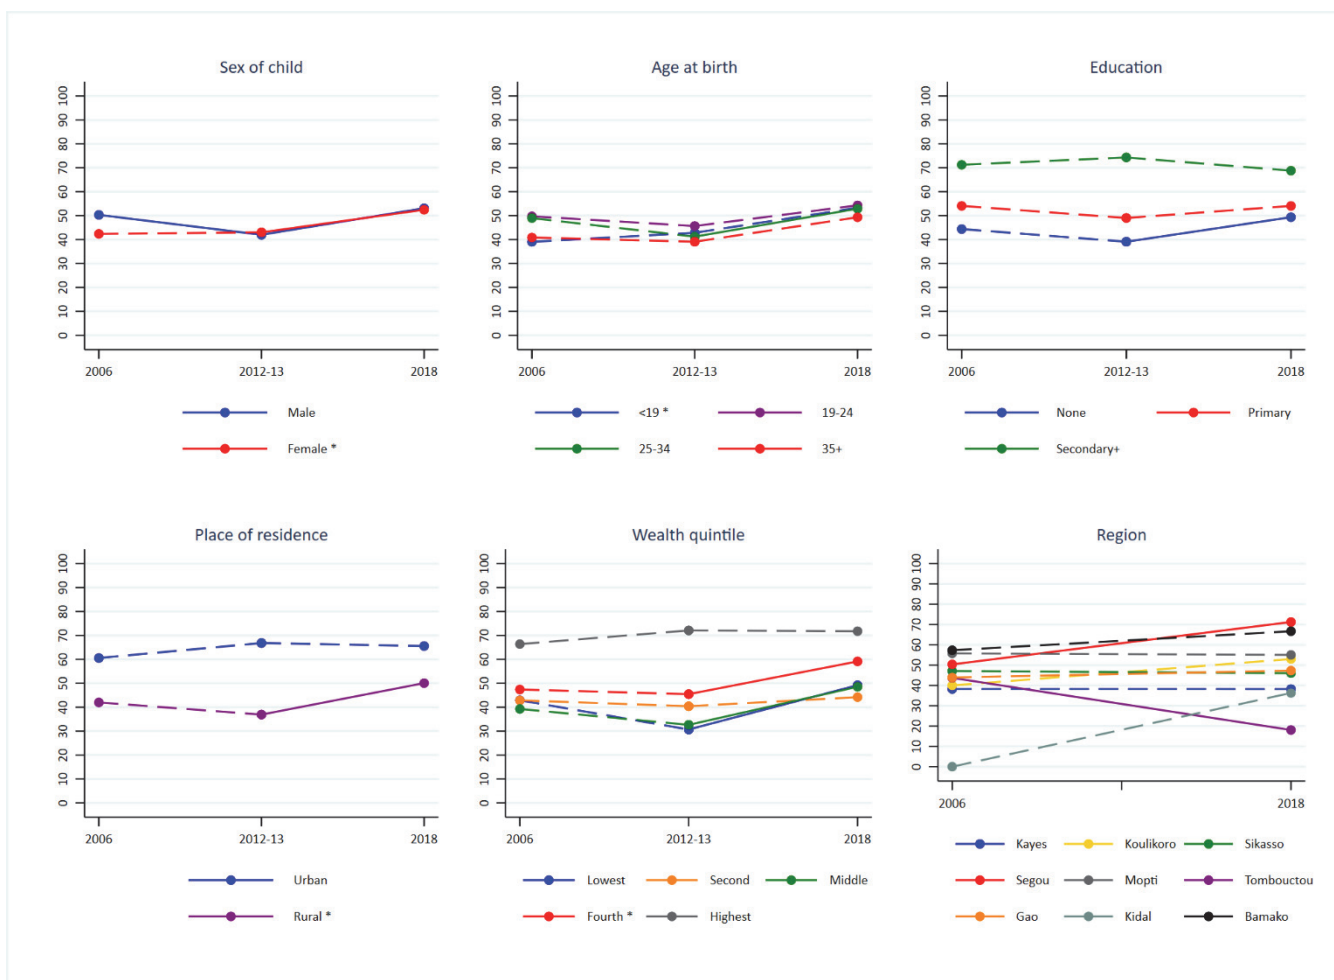 Sex of child
Age at birth
Education
100
90
80
70
60
50
40
30
20
10
0
2006 2012-13 2018
100
90
80
70
60
50
40
30
20
10
0
2006 2012-13 2018
100
90
80
70
60
50
40
30
20
10
0
2006 2012-13 2018
Male
Female *
<19 * 19-24
25-34 35+
None Primary
Secondary+
Place of residence
Wealth quintile
Region
100
90
80
70
60
50
40
30
20
10
0
2006 2012-13 2018
100
90
80
70
60
50
40
30
20
10
0
2006 2012-13 2018
100
90
80
70
60
50
40
30
20
10
0
2006 2018
Urban
Rural *
Lowest Second Middle
Fourth * Highest
Kayes Koulikoro Sikasso
Segou Mopti Tombouctou
Gao Kidal Bamako